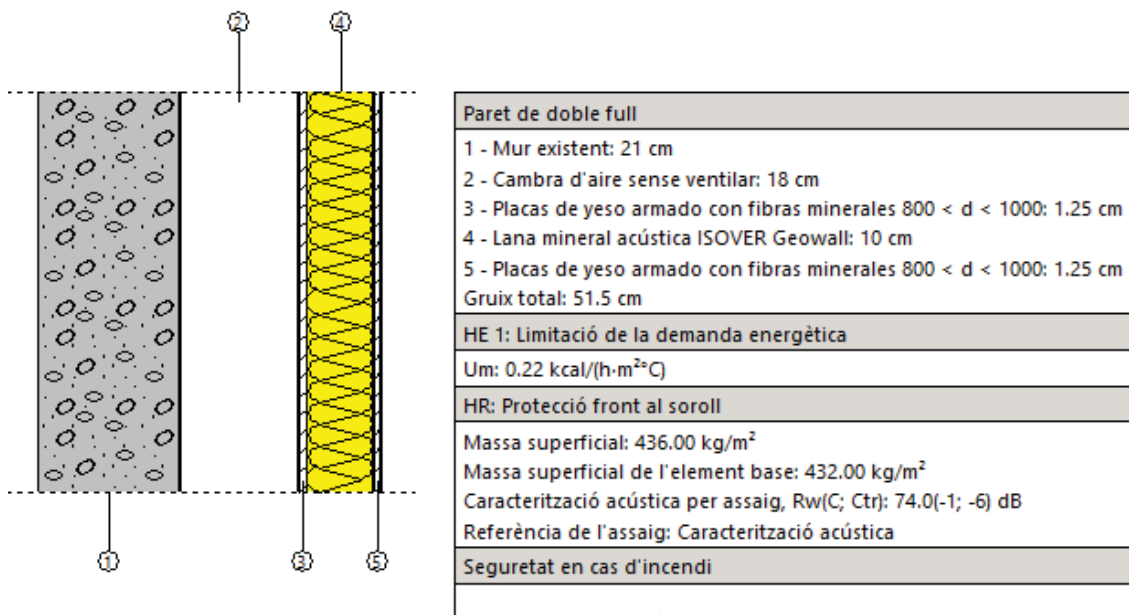 2
4
Paret de doble full
1 - Mur existent: 21 cm
2 - Cambra d'aire sense ventilar: 18 cm
3 - Placas de yeso armado con fibras minerales 800 < d < 1000: 1.25 cm
4 - Lana mineral acústica ISOVER Geowall: 10 cm
5 - Placas de yeso armado con fibras minerales 800 < d < 1000: 1.25 cm
Gruix total: 51.5 cm
HE 1: Limitació de la demanda energètica
Um: 0.22 kcal/(h·m²°C)
HR: Protecció front al soroll
Massa superficial: 436.00 kg/m²
Massa superficial de l'element base: 432.00 kg/m²
Caracterització acústica per assaig, Rw(C; Ctr): 74.0(-1; -6) dB
Referència de l'assaig: Caracterització acústica
Seguretat en cas d'incendi
1
3
5